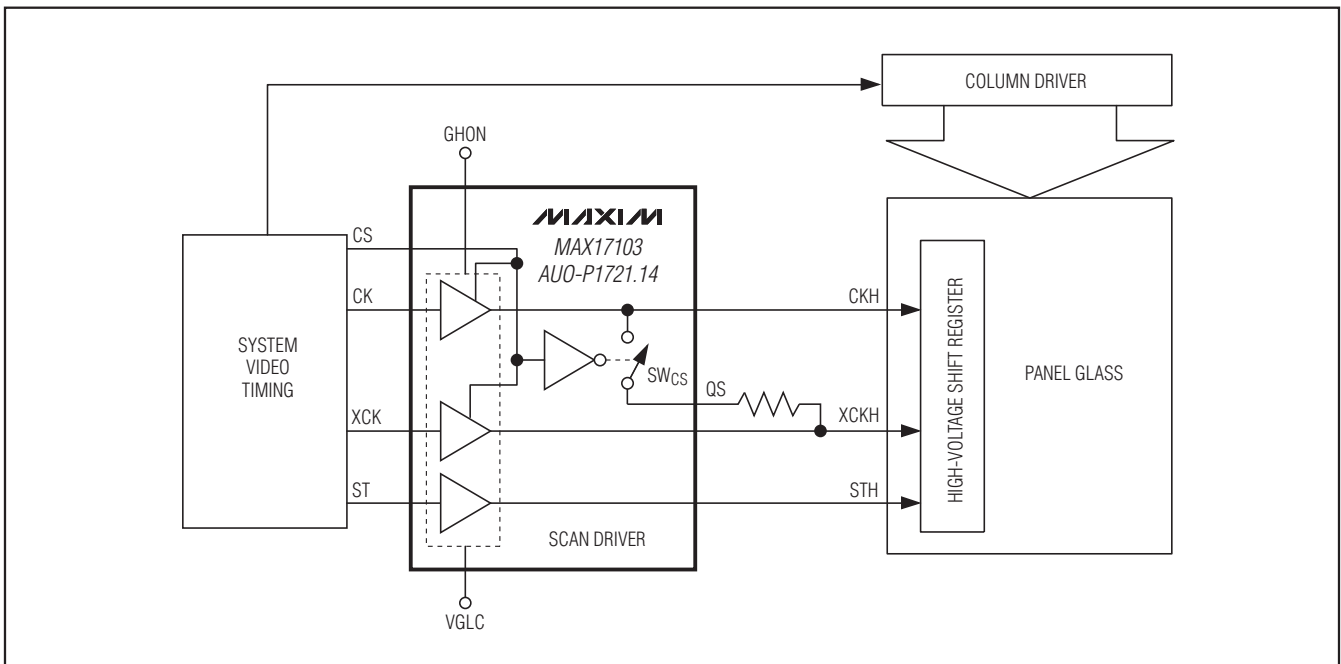 COLUMN DRIVER
GHON
MAXIM
MAX17103
AUO-P1721.14
CS
CK
CKH
SYSTEM
VIDEO
TIMING
SWCS
QS
XCK
XCKH
ST
STH
SCAN DRIVER
VGLC
HIGH-VOLTAGE SHIFT REGISTER
PANEL GLASS